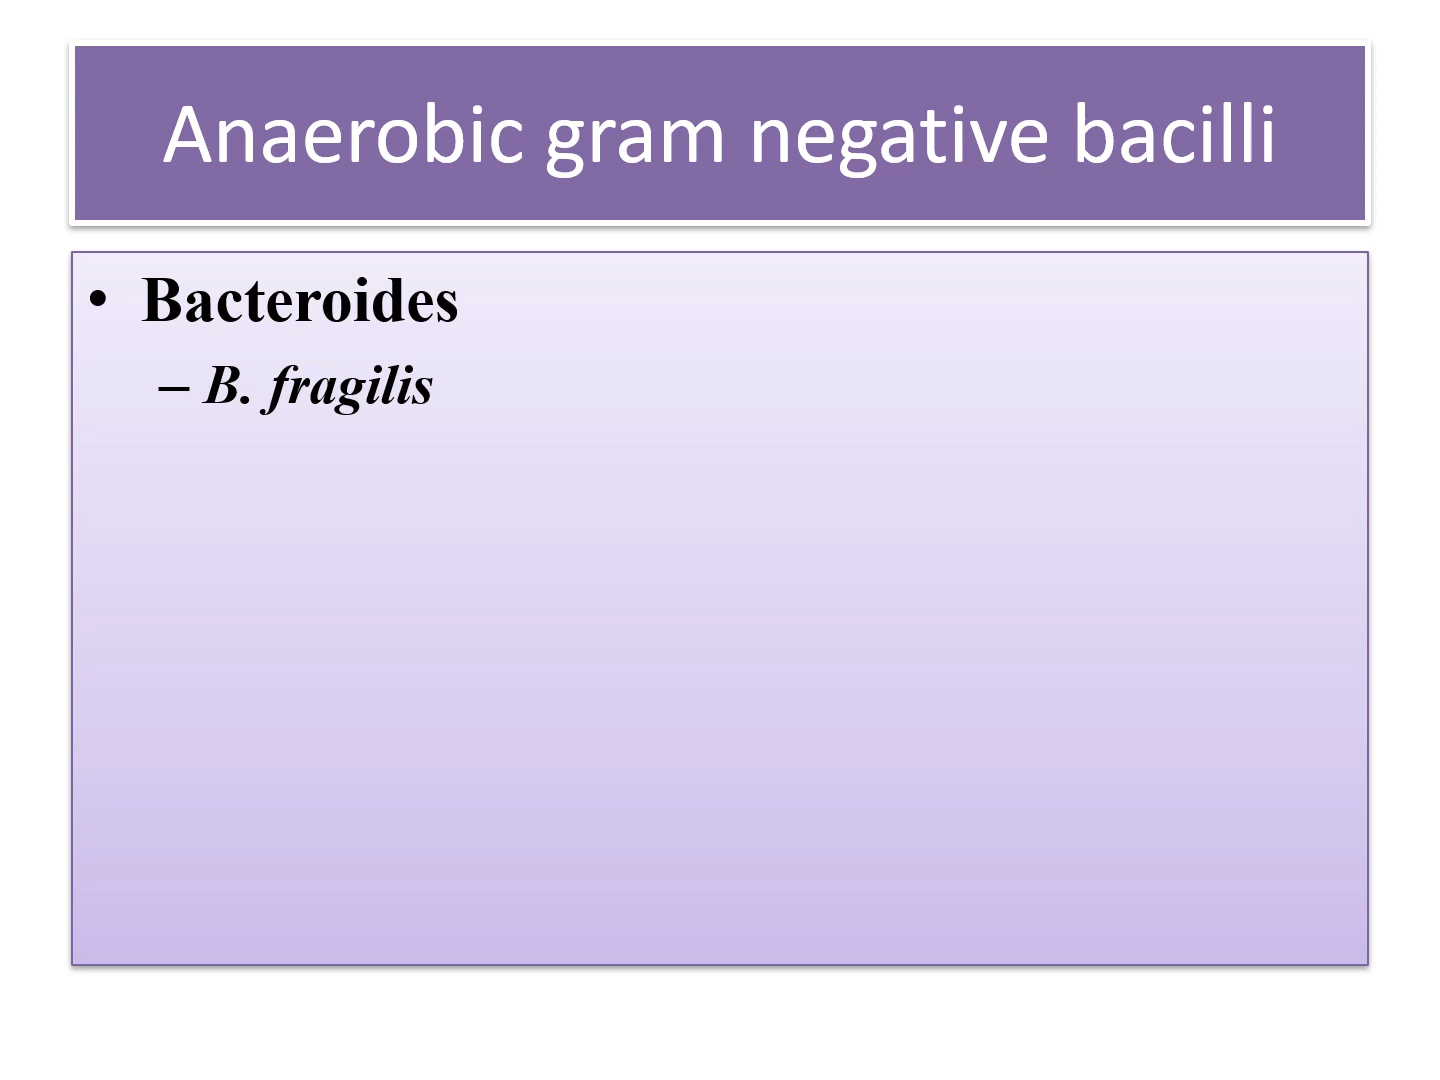 Anaerobic gram negative bacilli
• Bacteroides
– B. fragilis